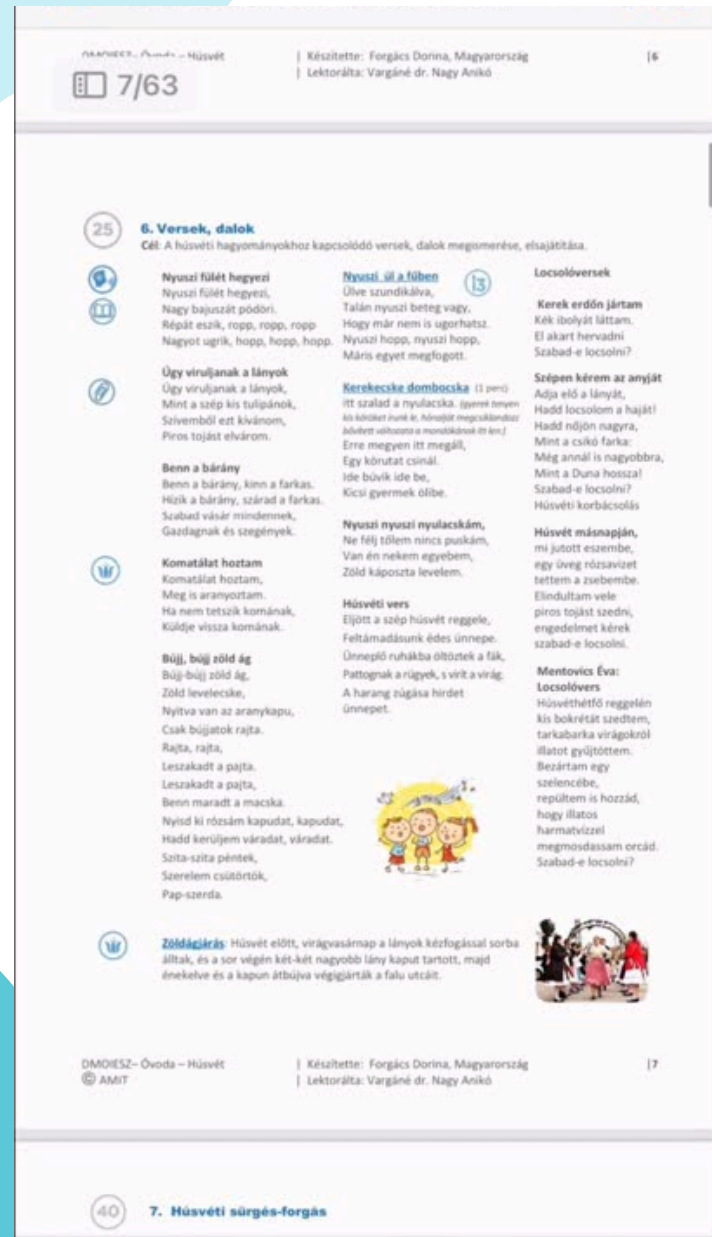 DMOIESZ– Óvoda – Húsvét
| Készítette: Forgács Dorina, Magyarország
| Lektorálta: Vargáné dr. Nagy Anikó
|6
7/63
25
6. Versek, dalok
Cél: A húsvéti hagyományokhoz kapcsolódó versek, dalok megismerése, elsajátítása.
Nyuszi fülét hegyezi
Nyuszi fülét hegyezi,
Nagy bajuszát pödöri.
Répát eszik, ropp, ropp, ropp
Nagyot ugrik, hopp, hopp, hopp.
Úgy viruljanak a lányok
Úgy viruljanak a lányok,
Mint a szép kis tulipánok,
Szívemből ezt kívánom,
Piros tojást elvárom.
Benn a bárány
Benn a bárány, kinn a farkas.
Hízik a bárány, szárad a farkas.
Szabad vásár mindennek,
Gazdagnak és szegények.
Komatálat hoztam
Komatálat hoztam,
Meg is aranyoztam.
Ha nem tetszik komának,
Küldje vissza komának.
Bújj, bújj zöld ág
Bújj-bújj zöld ág,
Zöld levelecske,
Nyitva van az aranykapu,
Csak bújjatok rajta.
Rajta, rajta,
Leszakadt a pajta.
Leszakadt a pajta,
Benn maradt a macska.
Nyisd ki rózsám kapudat, kapudat,
Hadd kerüljem váradat, váradat.
Szita-szita péntek,
Szerelem csütörtök,
Pap-szerda.
Nyuszi ül a fűben
Ülve szundikálva,
Talán nyuszi beteg vagy,
Hogy már nem is ugorhatsz.
Nyuszi hopp, nyuszi hopp,
Máris egyet megfogott.
Kerekecske dombocska (1 perc)
itt szalad a nyulacska. (gyerek tenyen
kis köröket írunk le, hónalját megcsiklandozz
bővített változata a mondókának itt len.)
Erre megyen itt megáll,
Egy körutat csinál.
Ide búvik ide be,
Kicsi gyermek ölibe.
Nyuszi nyuszi nyulacskám,
Ne félj tőlem nincs puskám,
Van én nekem egyebem,
Zöld káposzta levelem.
Húsvéti vers
Eljött a szép húsvét reggele,
Feltámadásunk édes ünnepe.
Ünneplő ruhákba öltöztek a fák,
Pattognak a rügyek, s virít a virág.
A harang zúgása hirdet
ünnepet.
Locsolóversek
Kerek erdőn jártam
Kék ibolyát láttam.
El akart hervadni
Szabad-e locsolni?
Szépen kérem az anyját
Adja elő a lányát,
Hadd locsolom a haját!
Hadd nőjön nagyra,
Mint a csikó farka:
Még annál is nagyobbra,
Mint a Duna hossza!
Szabad-e locsolni?
Húsvéti korbácsolás
Húsvét másnapján,
mi jutott eszembe,
egy üveg rózsavizet
tettem a zsebembe.
Elindultam vele
piros tojást szedni,
engedelmet kérek
szabad-e locsolni.
Mentovics Éva:
Locsolóvers
Húsvéthétfő reggelén
kis bokrétát szedtem,
tarkabarka virágokról
illatot gyűjtöttem.
Bezártam egy
szelencébe,
repültem is hozzád,
hogy illatos
harmatvízzel
megmosdassam orcád.
Szabad-e locsolni?
Zöldágjárás: Húsvét előtt, virágvasárnap a lányok kézfogással sorba
álltak, és a sor végén két-két nagyobb lány kaput tartott, majd
énekelve és a kapun átbújva végigjárták a falu utcáit.
DMOIESZ– Óvoda – Húsvét
© AMIT
| Készítette: Forgács Dorina, Magyarország
| Lektorálta: Vargáné dr. Nagy Anikó
|7
40
7. Húsvéti sürgés-forgás